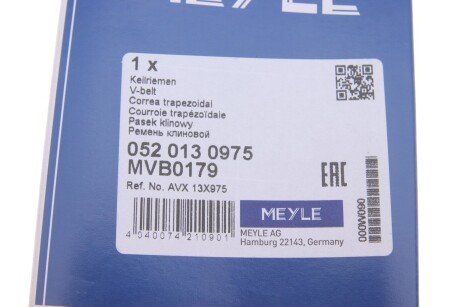 MEYLE
1 x
Keilriemen
V-belt
Correa trapezoidal
Courroie trapézoïdale
Pasek klinowy
Ремень клиновой
052 013 0975
MVB0179
Ref. No. AVX 13X975
EAC
MEYLE
MEYLE AG
Hamburg 22143, Germany
4 040074 210901